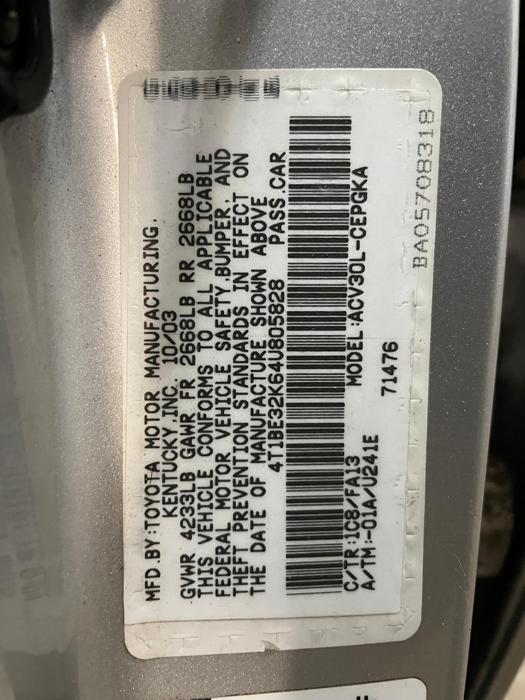 MFD.BY:TOYOTA MOTOR MANUFACTURING,
KENTUCKY,INC. 10/03
GVWR 4233LB GAWR FR 2668LB RR 2668LB
THIS VEHICLE CONFORMS TO ALL APPLICABLE
FEDERAL MOTOR VEHICLE SAFETY,BUMPER, AND
THEFT PREVENTION STANDARDS IN EFFECT ON
THE DATE OF MANUFACTURE SHOWN ABOVE
4T1BE32K64U805828 PASS.CAR
C/TR:1C8/FA13 MODEL:ACV30L-CEPGKA
A/TM:-01A/U241E 71476
BA05708318